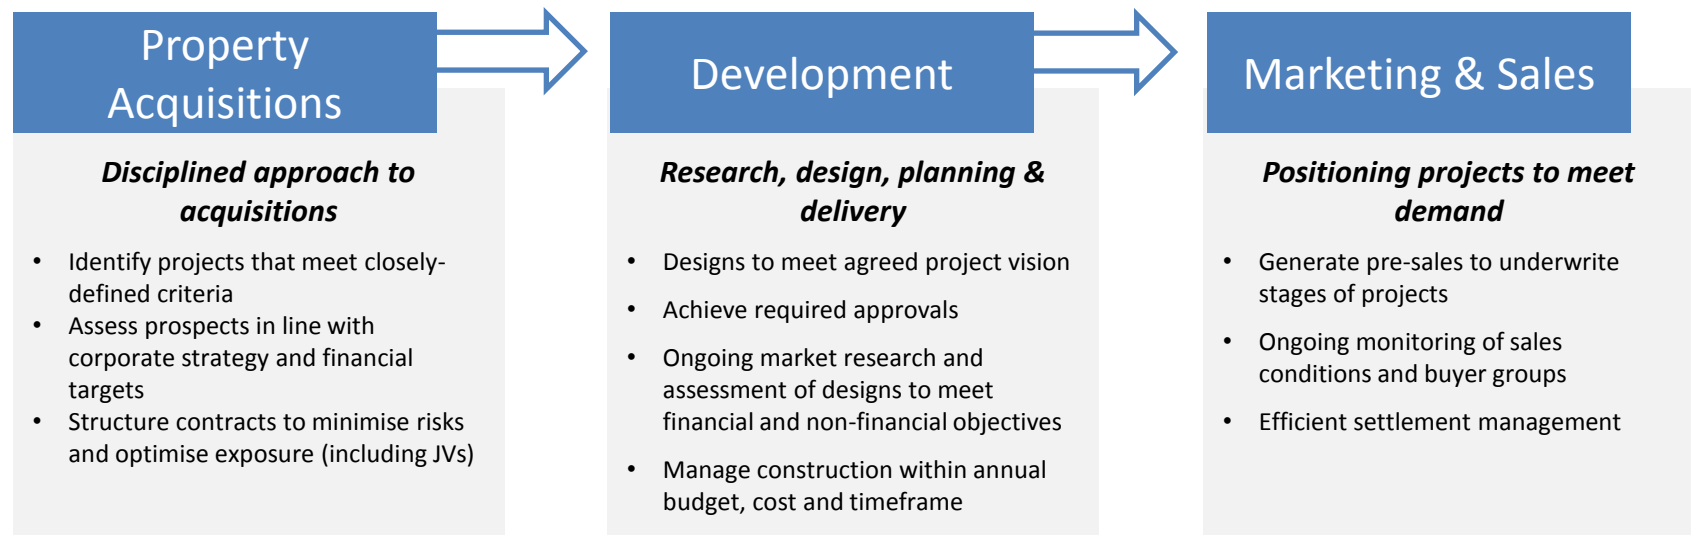 Property
Acquisitions
Disciplined approach to
acquisitions
• Identify projects that meet closely-
defined criteria
• Assess prospects in line with
corporate strategy and financial
targets
• Structure contracts to minimise risks
and optimise exposure (including JVs)
Development
Research, design, planning &
delivery
• Designs to meet agreed project vision
• Achieve required approvals
• Ongoing market research and
assessment of designs to meet
financial and non-financial objectives
• Manage construction within annual
budget, cost and timeframe
Marketing & Sales
Positioning projects to meet
demand
• Generate pre-sales to underwrite
stages of projects
• Ongoing monitoring of sales
conditions and buyer groups
• Efficient settlement management